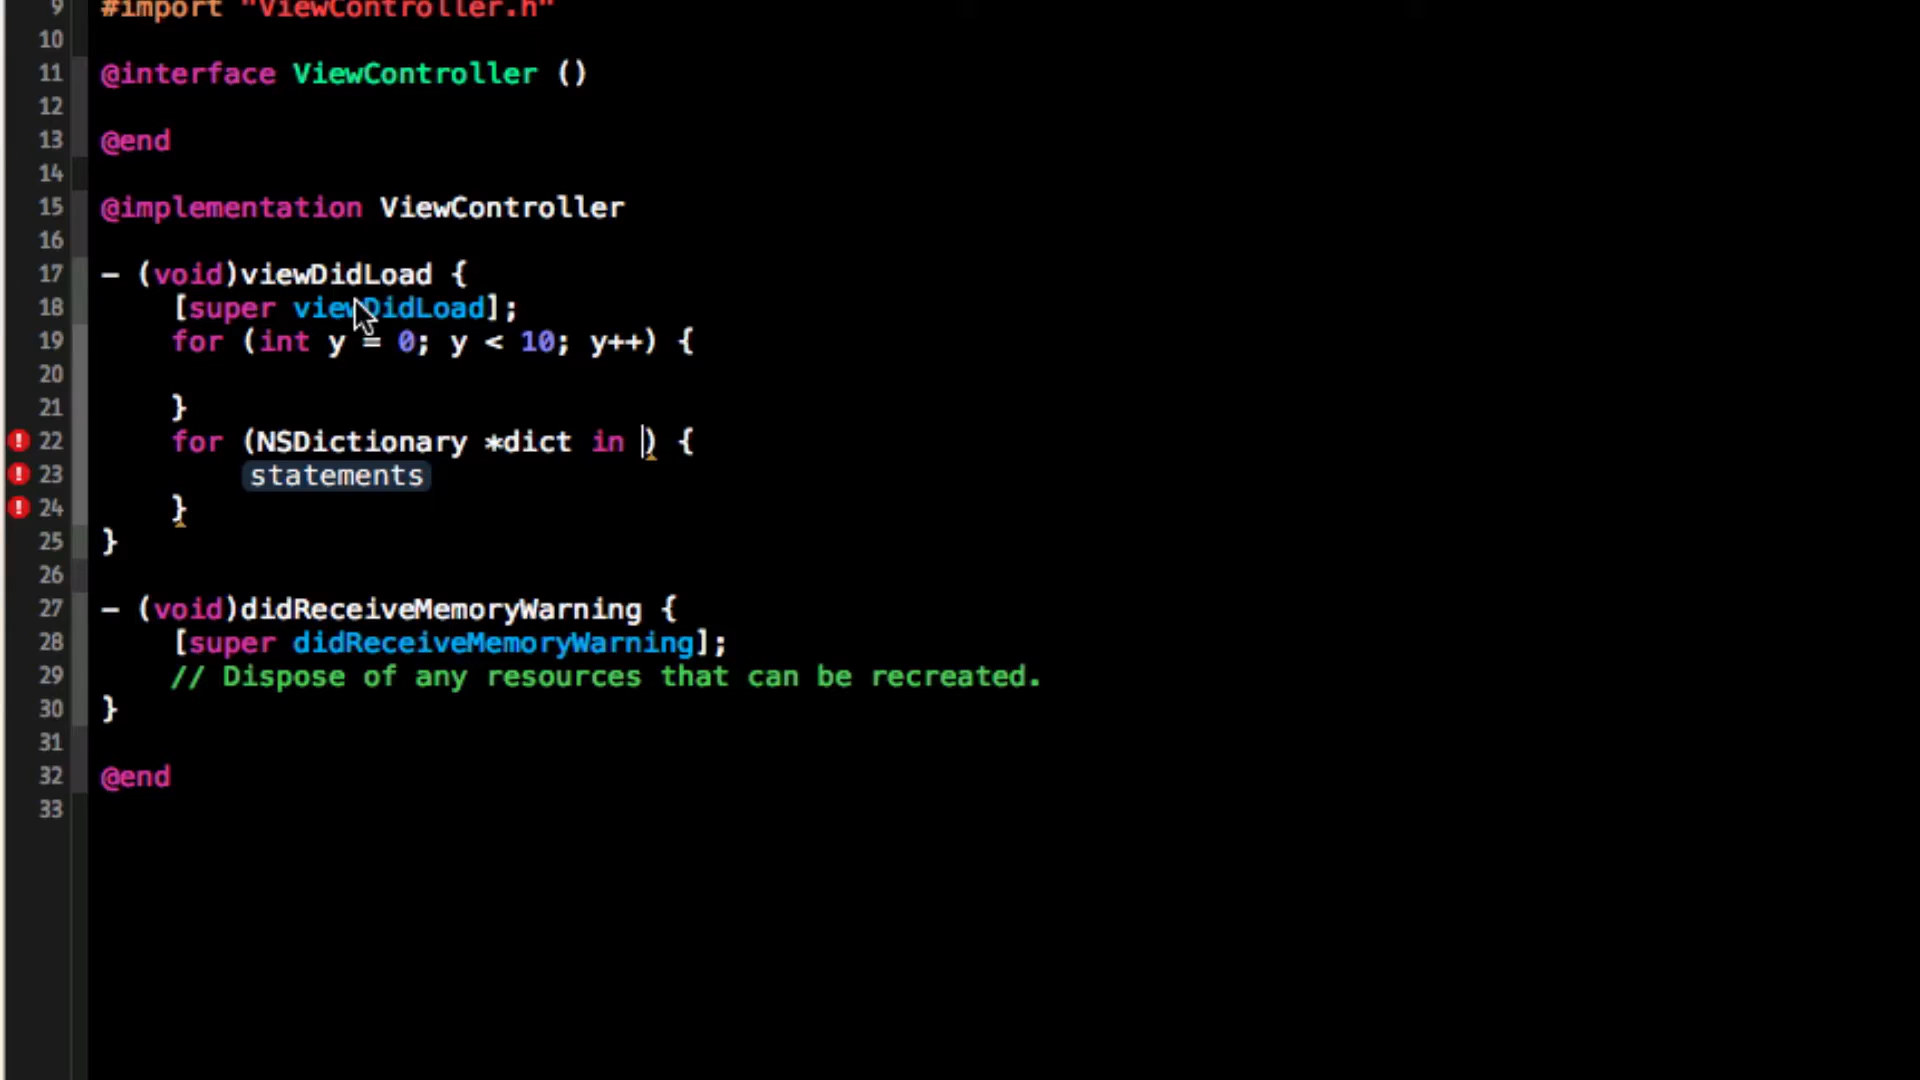 9 #import "ViewController.h"
10
11 @interface ViewController ()
12
13 @end
14
15 @implementation ViewController
16
17 - (void)viewDidLoad {
18 [super viewDidLoad];
19 for (int y = 0; y < 10; y++) {
20
21 }
22 for (NSDictionary *dict in ) {
23 statements
24 }
25 }
26
27 - (void)didReceiveMemoryWarning {
28 [super didReceiveMemoryWarning];
29 // Dispose of any resources that can be recreated.
30 }
31
32 @end
33